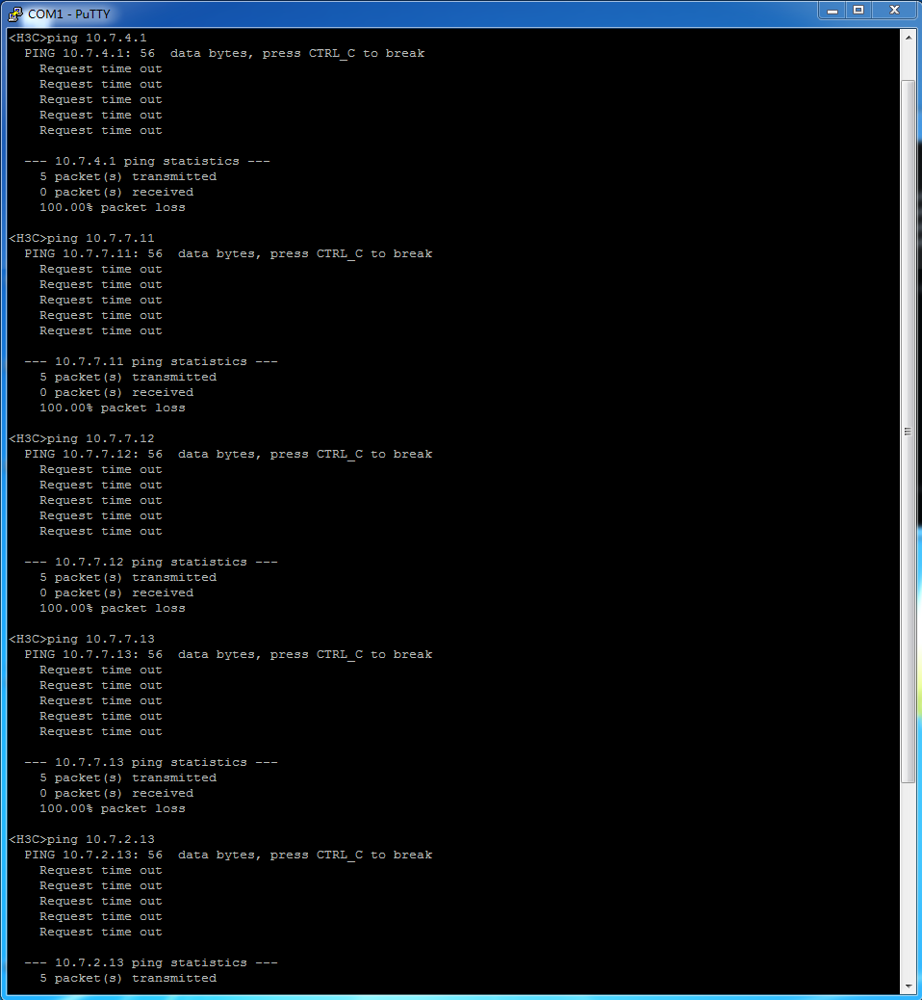 COM1 - PuTTY
<H3C>ping 10.7.4.1
  PING 10.7.4.1: 56  data bytes, press CTRL_C to break
    Request time out
    Request time out
    Request time out
    Request time out
    Request time out

  --- 10.7.4.1 ping statistics ---
    5 packet(s) transmitted
    0 packet(s) received
    100.00% packet loss

<H3C>ping 10.7.7.11
  PING 10.7.7.11: 56  data bytes, press CTRL_C to break
    Request time out
    Request time out
    Request time out
    Request time out
    Request time out

  --- 10.7.7.11 ping statistics ---
    5 packet(s) transmitted
    0 packet(s) received
    100.00% packet loss

<H3C>ping 10.7.7.12
  PING 10.7.7.12: 56  data bytes, press CTRL_C to break
    Request time out
    Request time out
    Request time out
    Request time out
    Request time out

  --- 10.7.7.12 ping statistics ---
    5 packet(s) transmitted
    0 packet(s) received
    100.00% packet loss

<H3C>ping 10.7.7.13
  PING 10.7.7.13: 56  data bytes, press CTRL_C to break
    Request time out
    Request time out
    Request time out
    Request time out
    Request time out

  --- 10.7.7.13 ping statistics ---
    5 packet(s) transmitted
    0 packet(s) received
    100.00% packet loss

<H3C>ping 10.7.2.13
  PING 10.7.2.13: 56  data bytes, press CTRL_C to break
    Request time out
    Request time out
    Request time out
    Request time out
    Request time out

  --- 10.7.2.13 ping statistics ---
    5 packet(s) transmitted